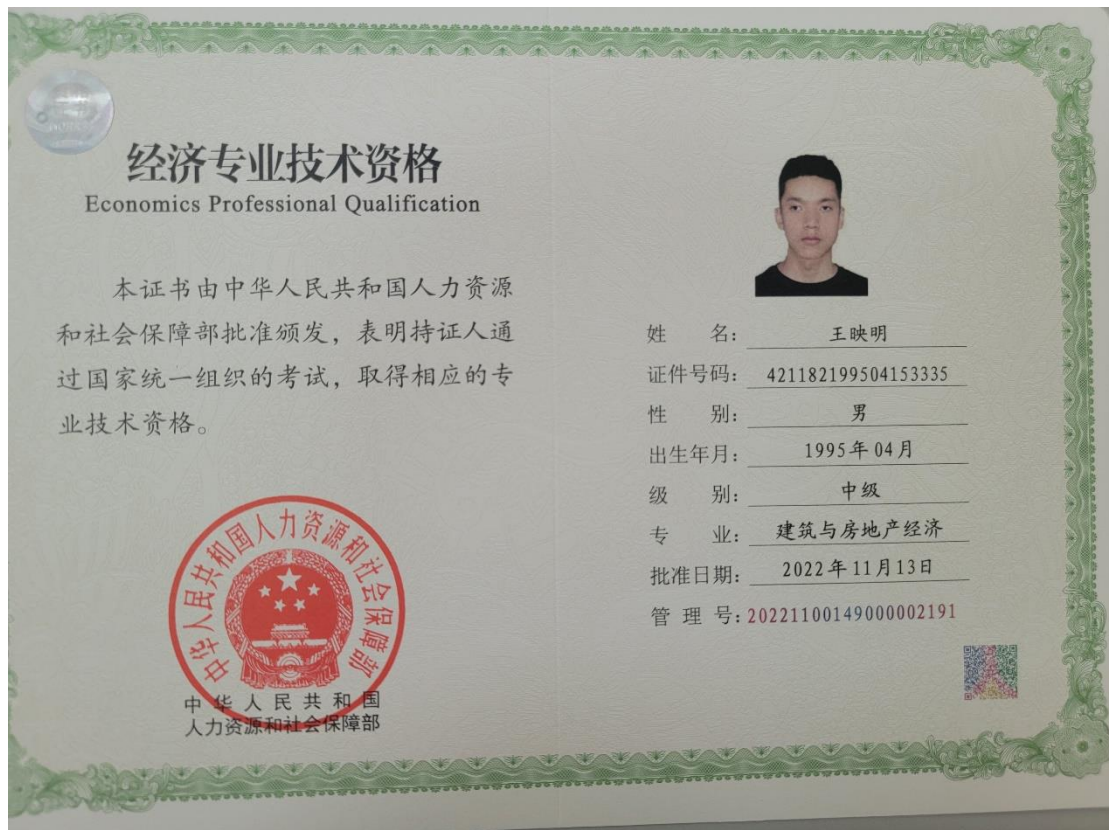 经济专业技术资格
Economics Professional Qualification
本证书由中华人民共和国人力资源
和社会保障部批准颁发，表明持证人通
过国家统一组织的考试，取得相应的专
业技术资格。
中华人民共和国人力资源和社会保障部
中华人民共和国
人力资源和社会保障部
姓 名：王映明
证件号码：421182199504153335
性 别：男
出生年月：1995年04月
级 别：中级
专 业：建筑与房地产经济
批准日期：2022年11月13日
管 理 号：20221100149000002191